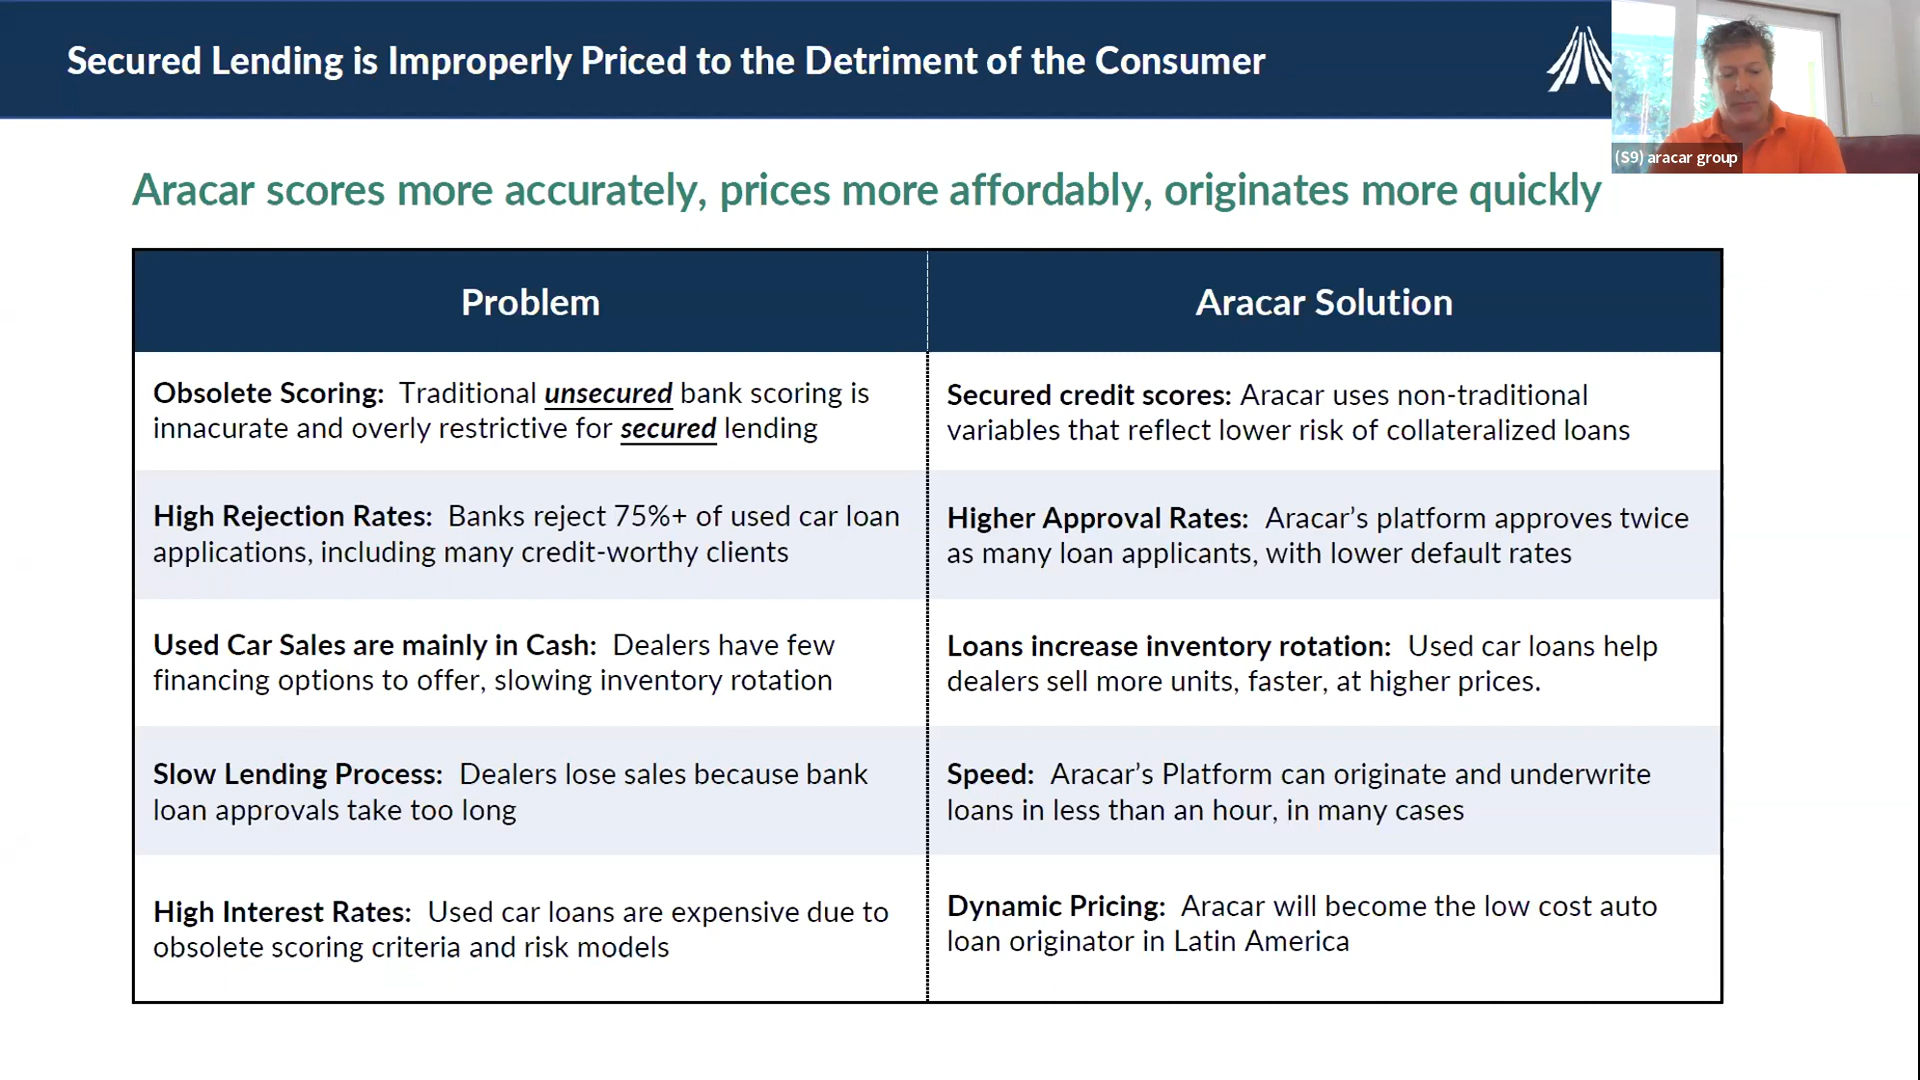 Secured Lending is Improperly Priced to the Detriment of the Consumer
(S9) aracar group
Aracar scores more accurately, prices more affordably, originates more quickly
Problem
Aracar Solution
Obsolete Scoring: Traditional unsecured bank scoring is
innacurate and overly restrictive for secured lending
Secured credit scores: Aracar uses non-traditional
variables that reflect lower risk of collateralized loans
High Rejection Rates: Banks reject 75%+ of used car loan
applications, including many credit-worthy clients
Higher Approval Rates: Aracar’s platform approves twice
as many loan applicants, with lower default rates
Used Car Sales are mainly in Cash: Dealers have few
financing options to offer, slowing inventory rotation
Loans increase inventory rotation: Used car loans help
dealers sell more units, faster, at higher prices.
Slow Lending Process: Dealers lose sales because bank
loan approvals take too long
Speed: Aracar’s Platform can originate and underwrite
loans in less than an hour, in many cases
High Interest Rates: Used car loans are expensive due to
obsolete scoring criteria and risk models
Dynamic Pricing: Aracar will become the low cost auto
loan originator in Latin America